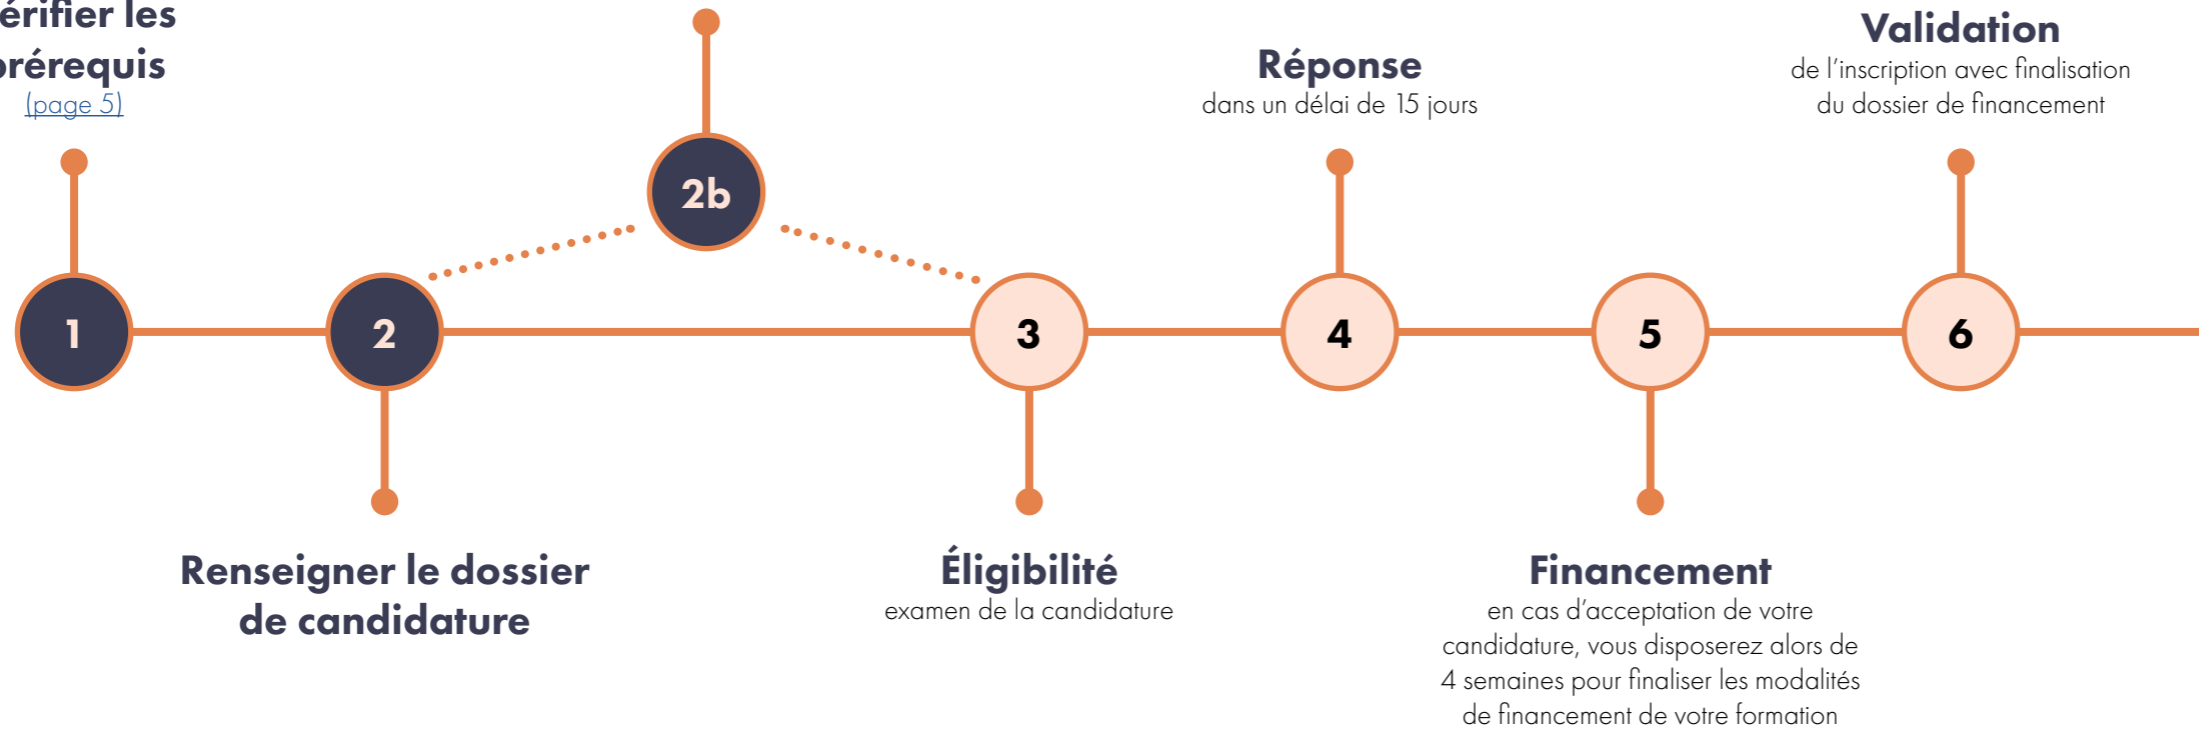 érifier les
prérequis
(page 5)
1
2
Renseigner le dossier
de candidature
2b
3
Éligibilité
examen de la candidature
Réponse
dans un délai de 15 jours
4
5
Financement
en cas d'acceptation de votre
candidature, vous disposerez alors de
4 semaines pour finaliser les modalités
de financement de votre formation
Validation
de l'inscription avec finalisation
du dossier de financement
6